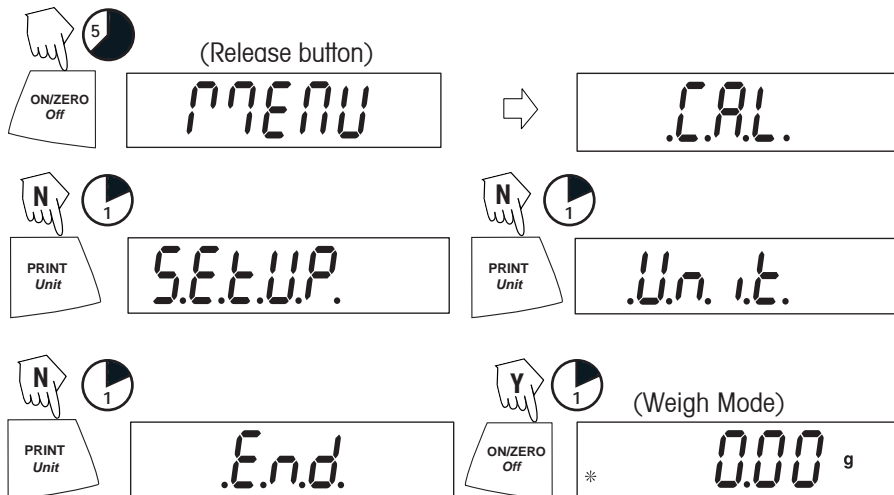 5
(Release button)
ON/ZERO
Off
MENU
.C.A.L.
N
1
PRINT
Unit
S.E.t.U.P.
N
1
PRINT
Unit
.U.n.i.t.
N
1
PRINT
Unit
.E.n.d.
Y
1
(Weigh Mode)
ON/ZERO
Off
* 0.00 g